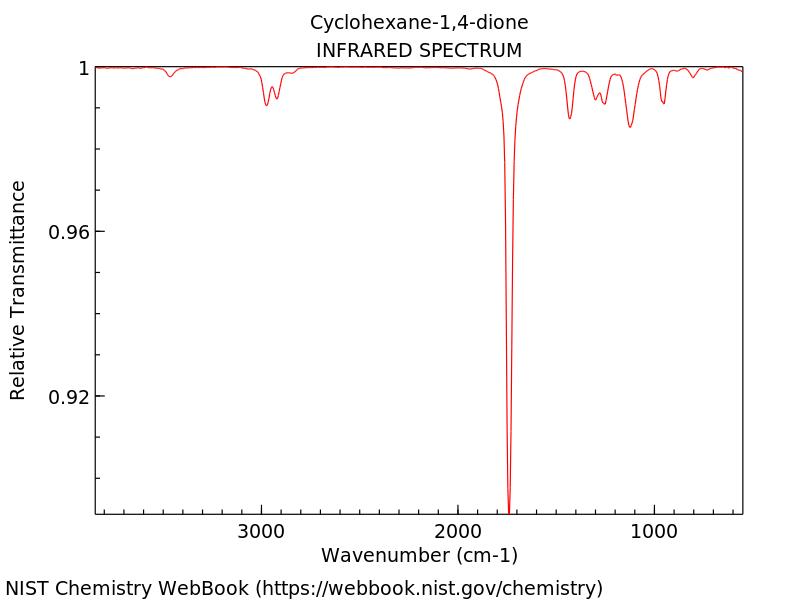 Cyclohexane-1,4-dione
INFRARED SPECTRUM
1
0.96
0.92
Relative Transmittance
3000
2000
1000
Wavenumber (cm-1)
NIST Chemistry WebBook (https://webbook.nist.gov/chemistry)